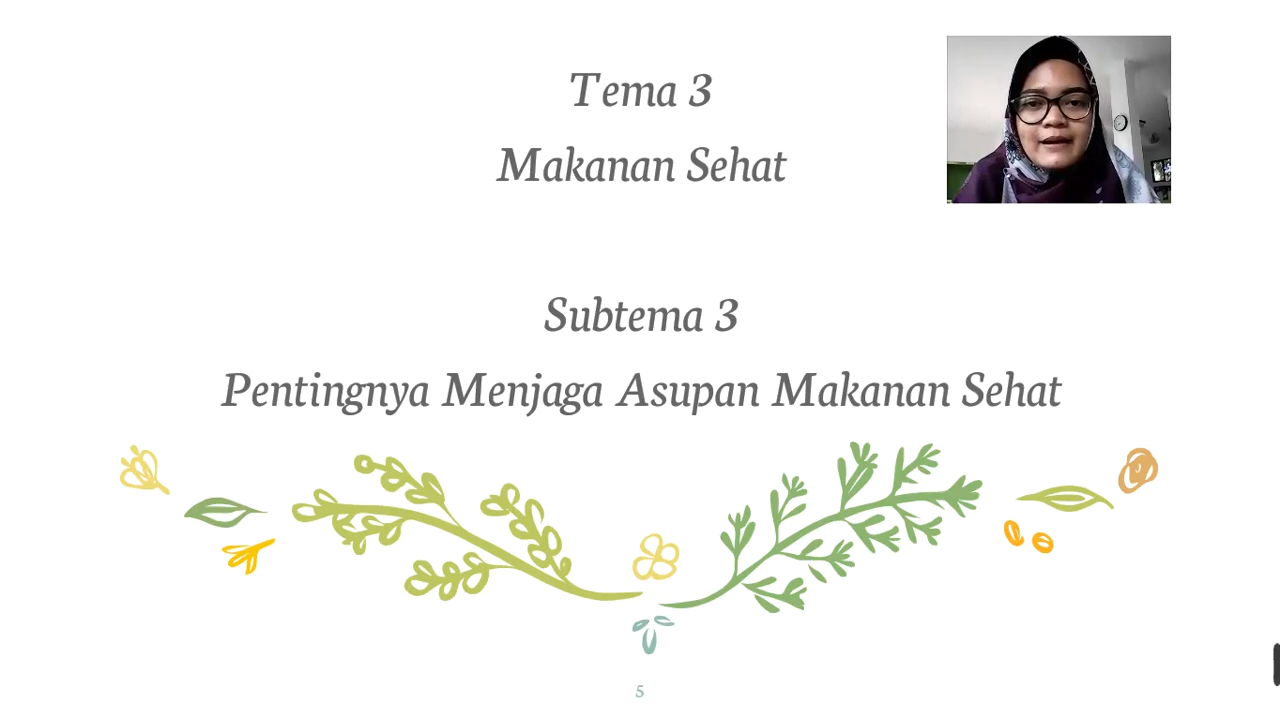 Tema 3
Makanan Sehat
Subtema 3
Pentingnya Menjaga Asupan Makanan Sehat
5